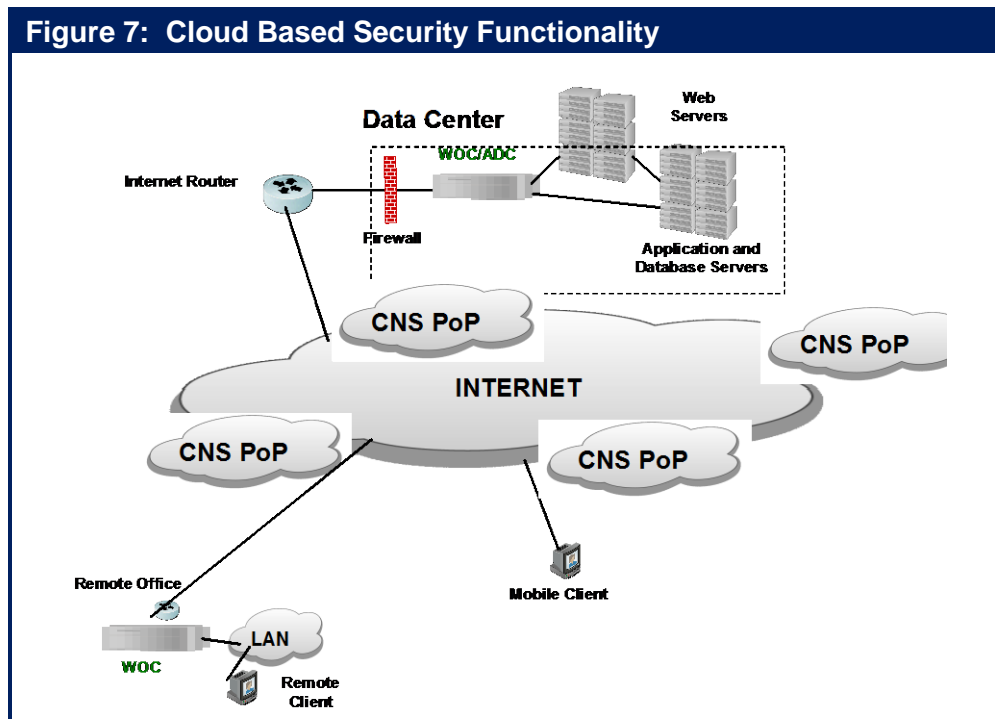 Figure 7: Cloud Based Security Functionality
Data Center
Web
Servers
WOC/ADC
Internet Router
Firewall
Application and
Database Servers
CNS PoP
CNS PoP
INTERNET
CNS PoP
CNS PoP
Remote Office
Mobile Client
LAN
WOC
Remote
Client